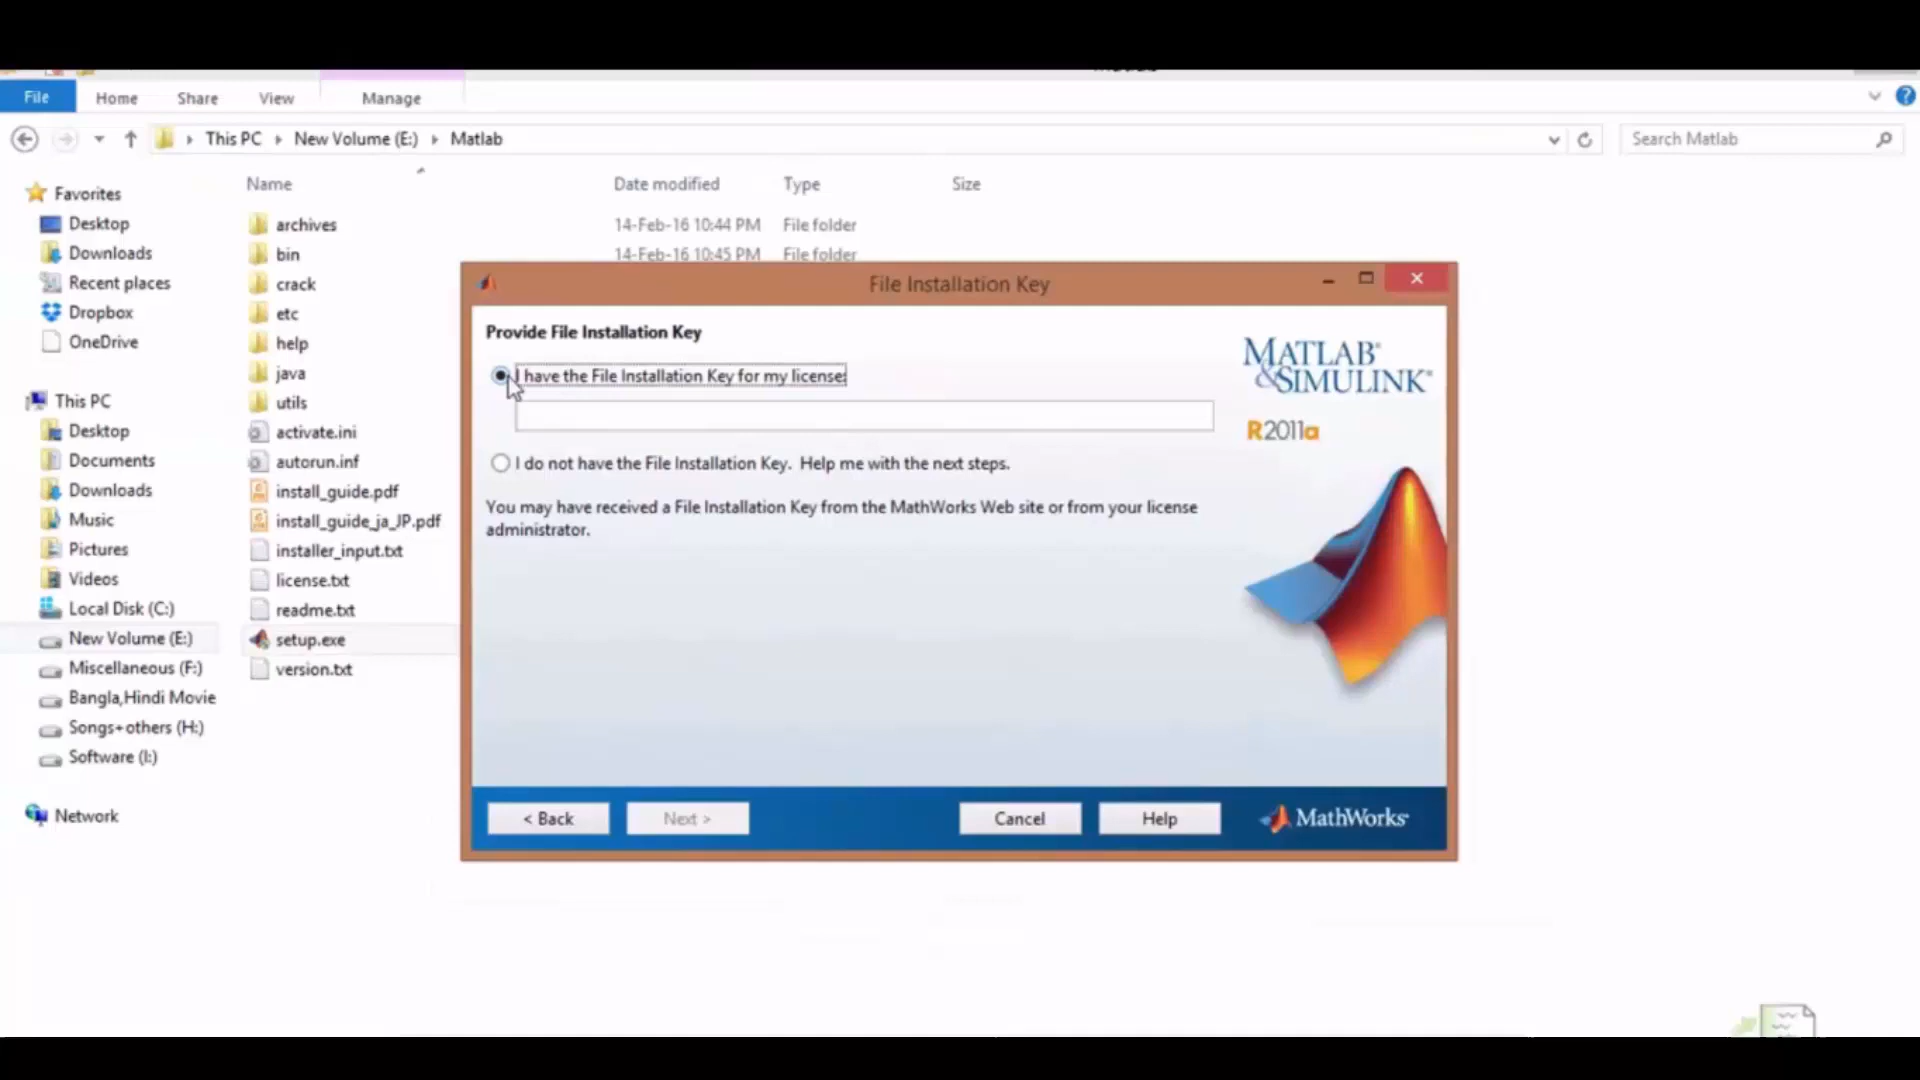 File
Home
Share
View
Manage
This PC
New Volume (E:)
Matlab
Search Matlab
Name
Date modified
Type
Size
Favorites
Desktop
Downloads
Recent places
Dropbox
OneDrive
This PC
Desktop
Documents
Downloads
Music
Pictures
Videos
Local Disk (C:)
New Volume (E:)
Miscellaneous (F:)
Bangla,Hindi Movie
Songs+others (H:)
Software (I:)
Network
archives 14-Feb-16 10:44 PM File folder
bin 14-Feb-16 10:45 PM File folder
crack
etc
help
java
utils
activate.ini
autorun.inf
install_guide.pdf
install_guide_ja_JP.pdf
installer_input.txt
license.txt
readme.txt
setup.exe
version.txt
File Installation Key
Provide File Installation Key
I have the File Installation Key for my license:
I do not have the File Installation Key. Help me with the next steps.
You may have received a File Installation Key from the MathWorks Web site or from your license
administrator.
MATLAB®
&SIMULINK®
R2011a
< Back
Next >
Cancel
Help
MathWorks®